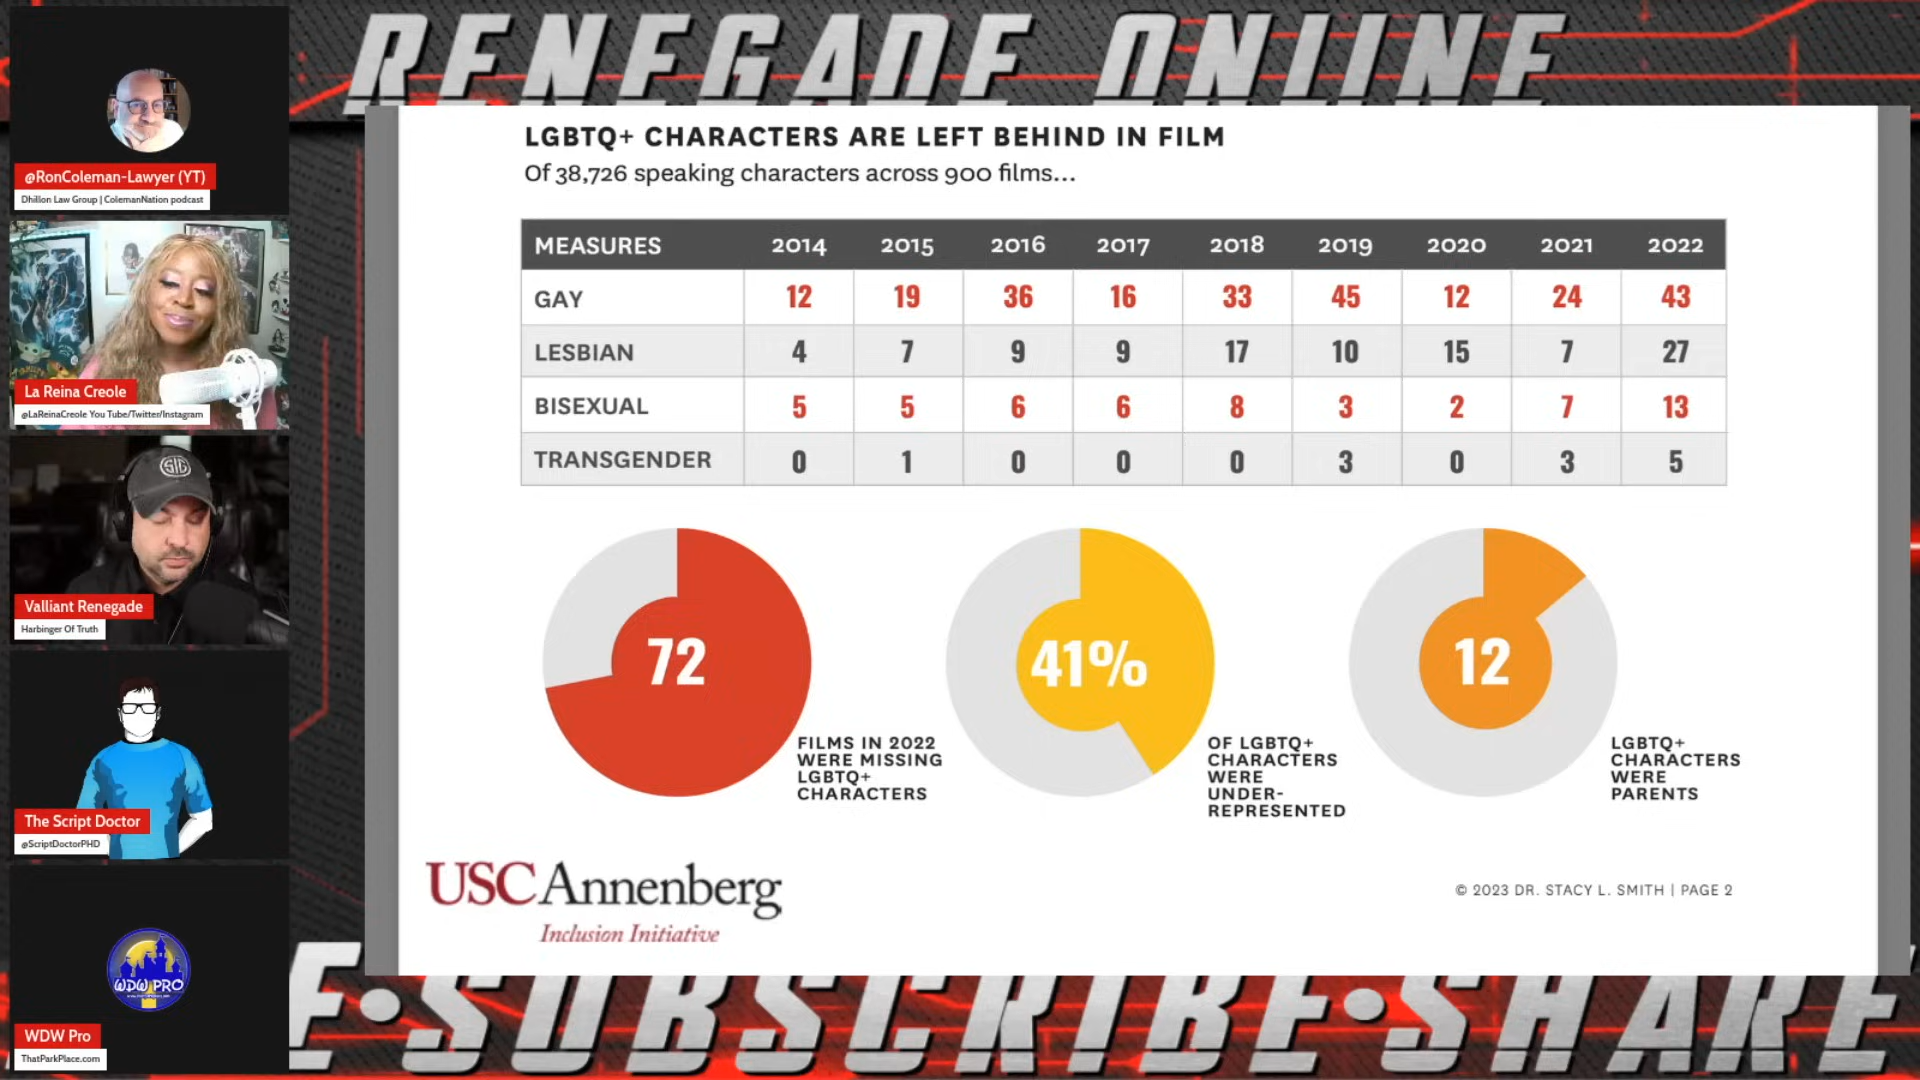 RENEGADE ONLINE
@RonColeman-Lawyer (YT)
Dhillon Law Group | ColemanNation podcast
La Reina Creole
@LaReinaCreole You Tube/Twitter/Instagram
SIG
Valliant Renegade
Harbinger Of Truth
The Script Doctor
@ScriptDoctorPHD
WDW PRO
WDW Pro
ThatParkPlace.com
LGBTQ+ CHARACTERS ARE LEFT BEHIND IN FILM
Of 38,726 speaking characters across 900 films...
MEASURES 2014 2015 2016 2017 2018 2019 2020 2021 2022
GAY 12 19 36 16 33 45 12 24 43
LESBIAN 4 7 9 9 17 10 15 7 27
BISEXUAL 5 5 6 6 8 3 2 7 13
TRANSGENDER 0 1 0 0 0 3 0 3 5
72
FILMS IN 2022
WERE MISSING
LGBTQ+
CHARACTERS
41%
OF LGBTQ+
CHARACTERS
WERE
UNDER-
REPRESENTED
12
LGBTQ+
CHARACTERS
WERE
PARENTS
USC Annenberg
Inclusion Initiative
© 2023 DR. STACY L. SMITH | PAGE 2
E•SUBSCRIBE•SHARE